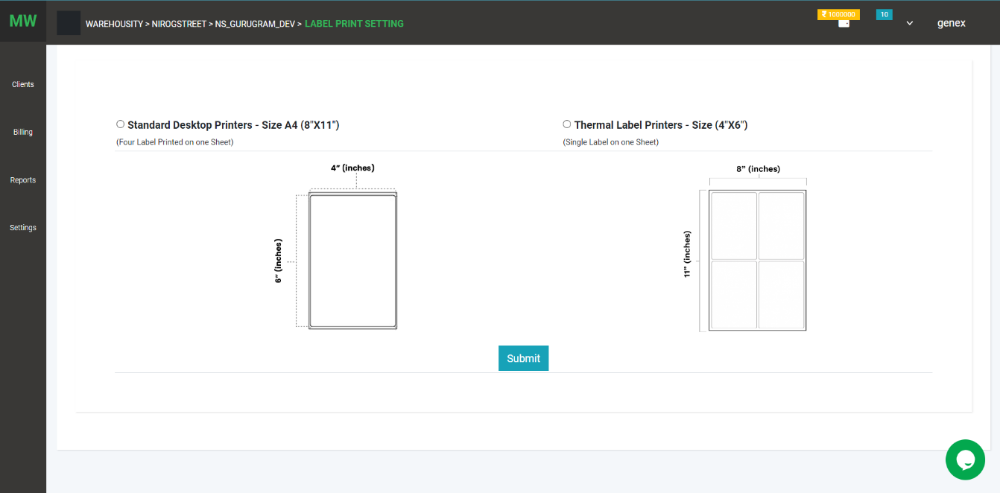 MW
WAREHOUSITY > NIROGSTREET > NS_GURUGRAM_DEV > LABEL PRINT SETTING
₹ 1000000
10
genex
Clients
Billing
Reports
Settings
Standard Desktop Printers - Size A4 (8"X11")
(Four Label Printed on one Sheet)
Thermal Label Printers - Size (4"X6")
(Single Label on one Sheet)
4” (inches)
6” (inches)
8” (inches)
11” (inches)
Submit